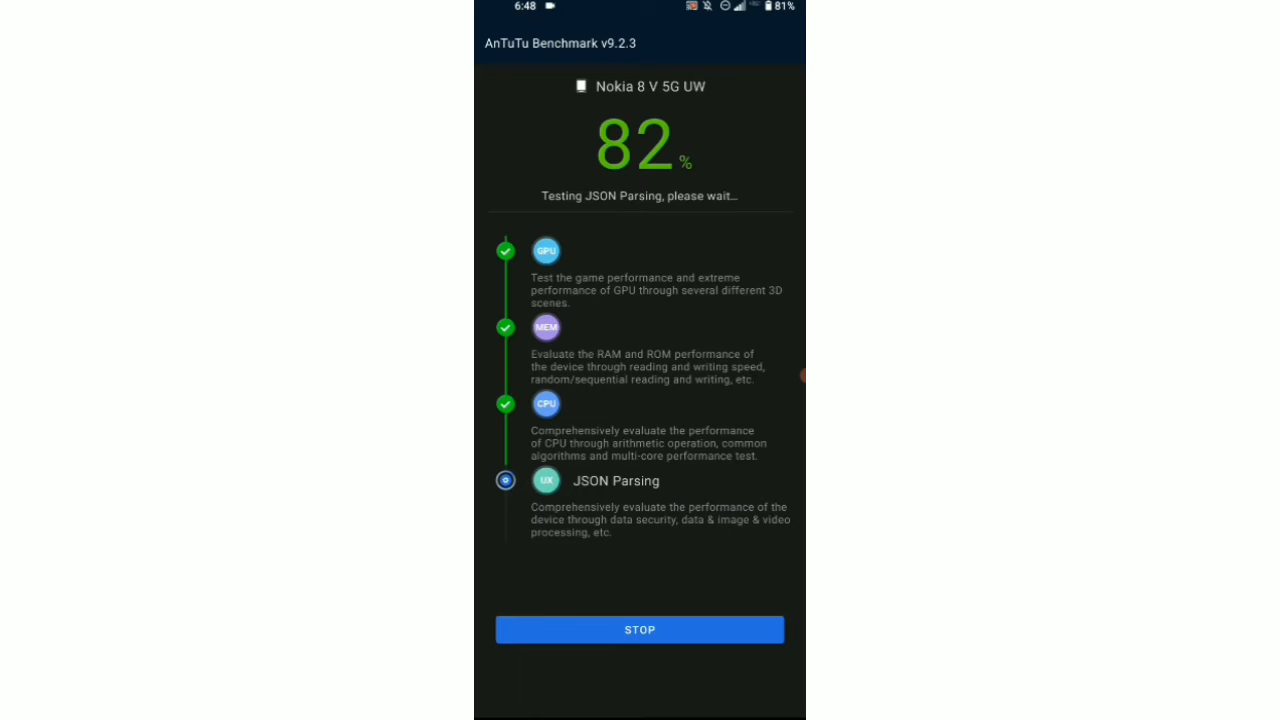 6:48
81%
AnTuTu Benchmark v9.2.3
Nokia 8 V 5G UW
82%
Testing JSON Parsing, please wait...
GPU
Test the game performance and extreme
performance of GPU through several different 3D
scenes.
MEM
Evaluate the RAM and ROM performance of
the device through reading and writing speed,
random/sequential reading and writing, etc.
CPU
Comprehensively evaluate the performance
of CPU through arithmetic operation, common
algorithms and multi-core performance test.
UX JSON Parsing
Comprehensively evaluate the performance of the
device through data security, data & image & video
processing, etc.
STOP